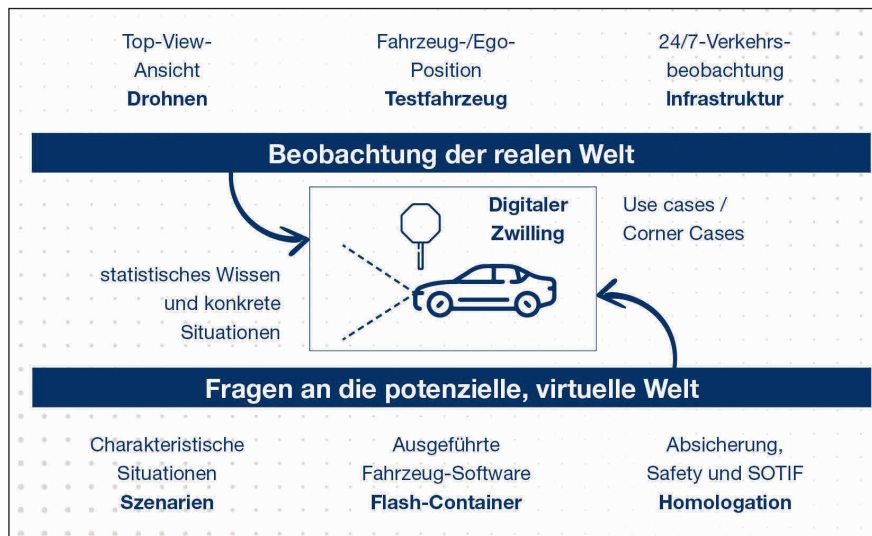 Top-View-
Ansicht
Drohnen
Fahrzeug-/Ego-
Position
Testfahrzeug
24/7-Verkehrs-
beobachtung
Infrastruktur
Beobachtung der realen Welt
Digitaler
Zwilling
Use cases /
Corner Cases
statistisches Wissen
und konkrete
Situationen
Fragen an die potenzielle, virtuelle Welt
Charakteristische
Situationen
Szenarien
Ausgeführte
Fahrzeug-Software
Flash-Container
Absicherung,
Safety und SOTIF
Homologation